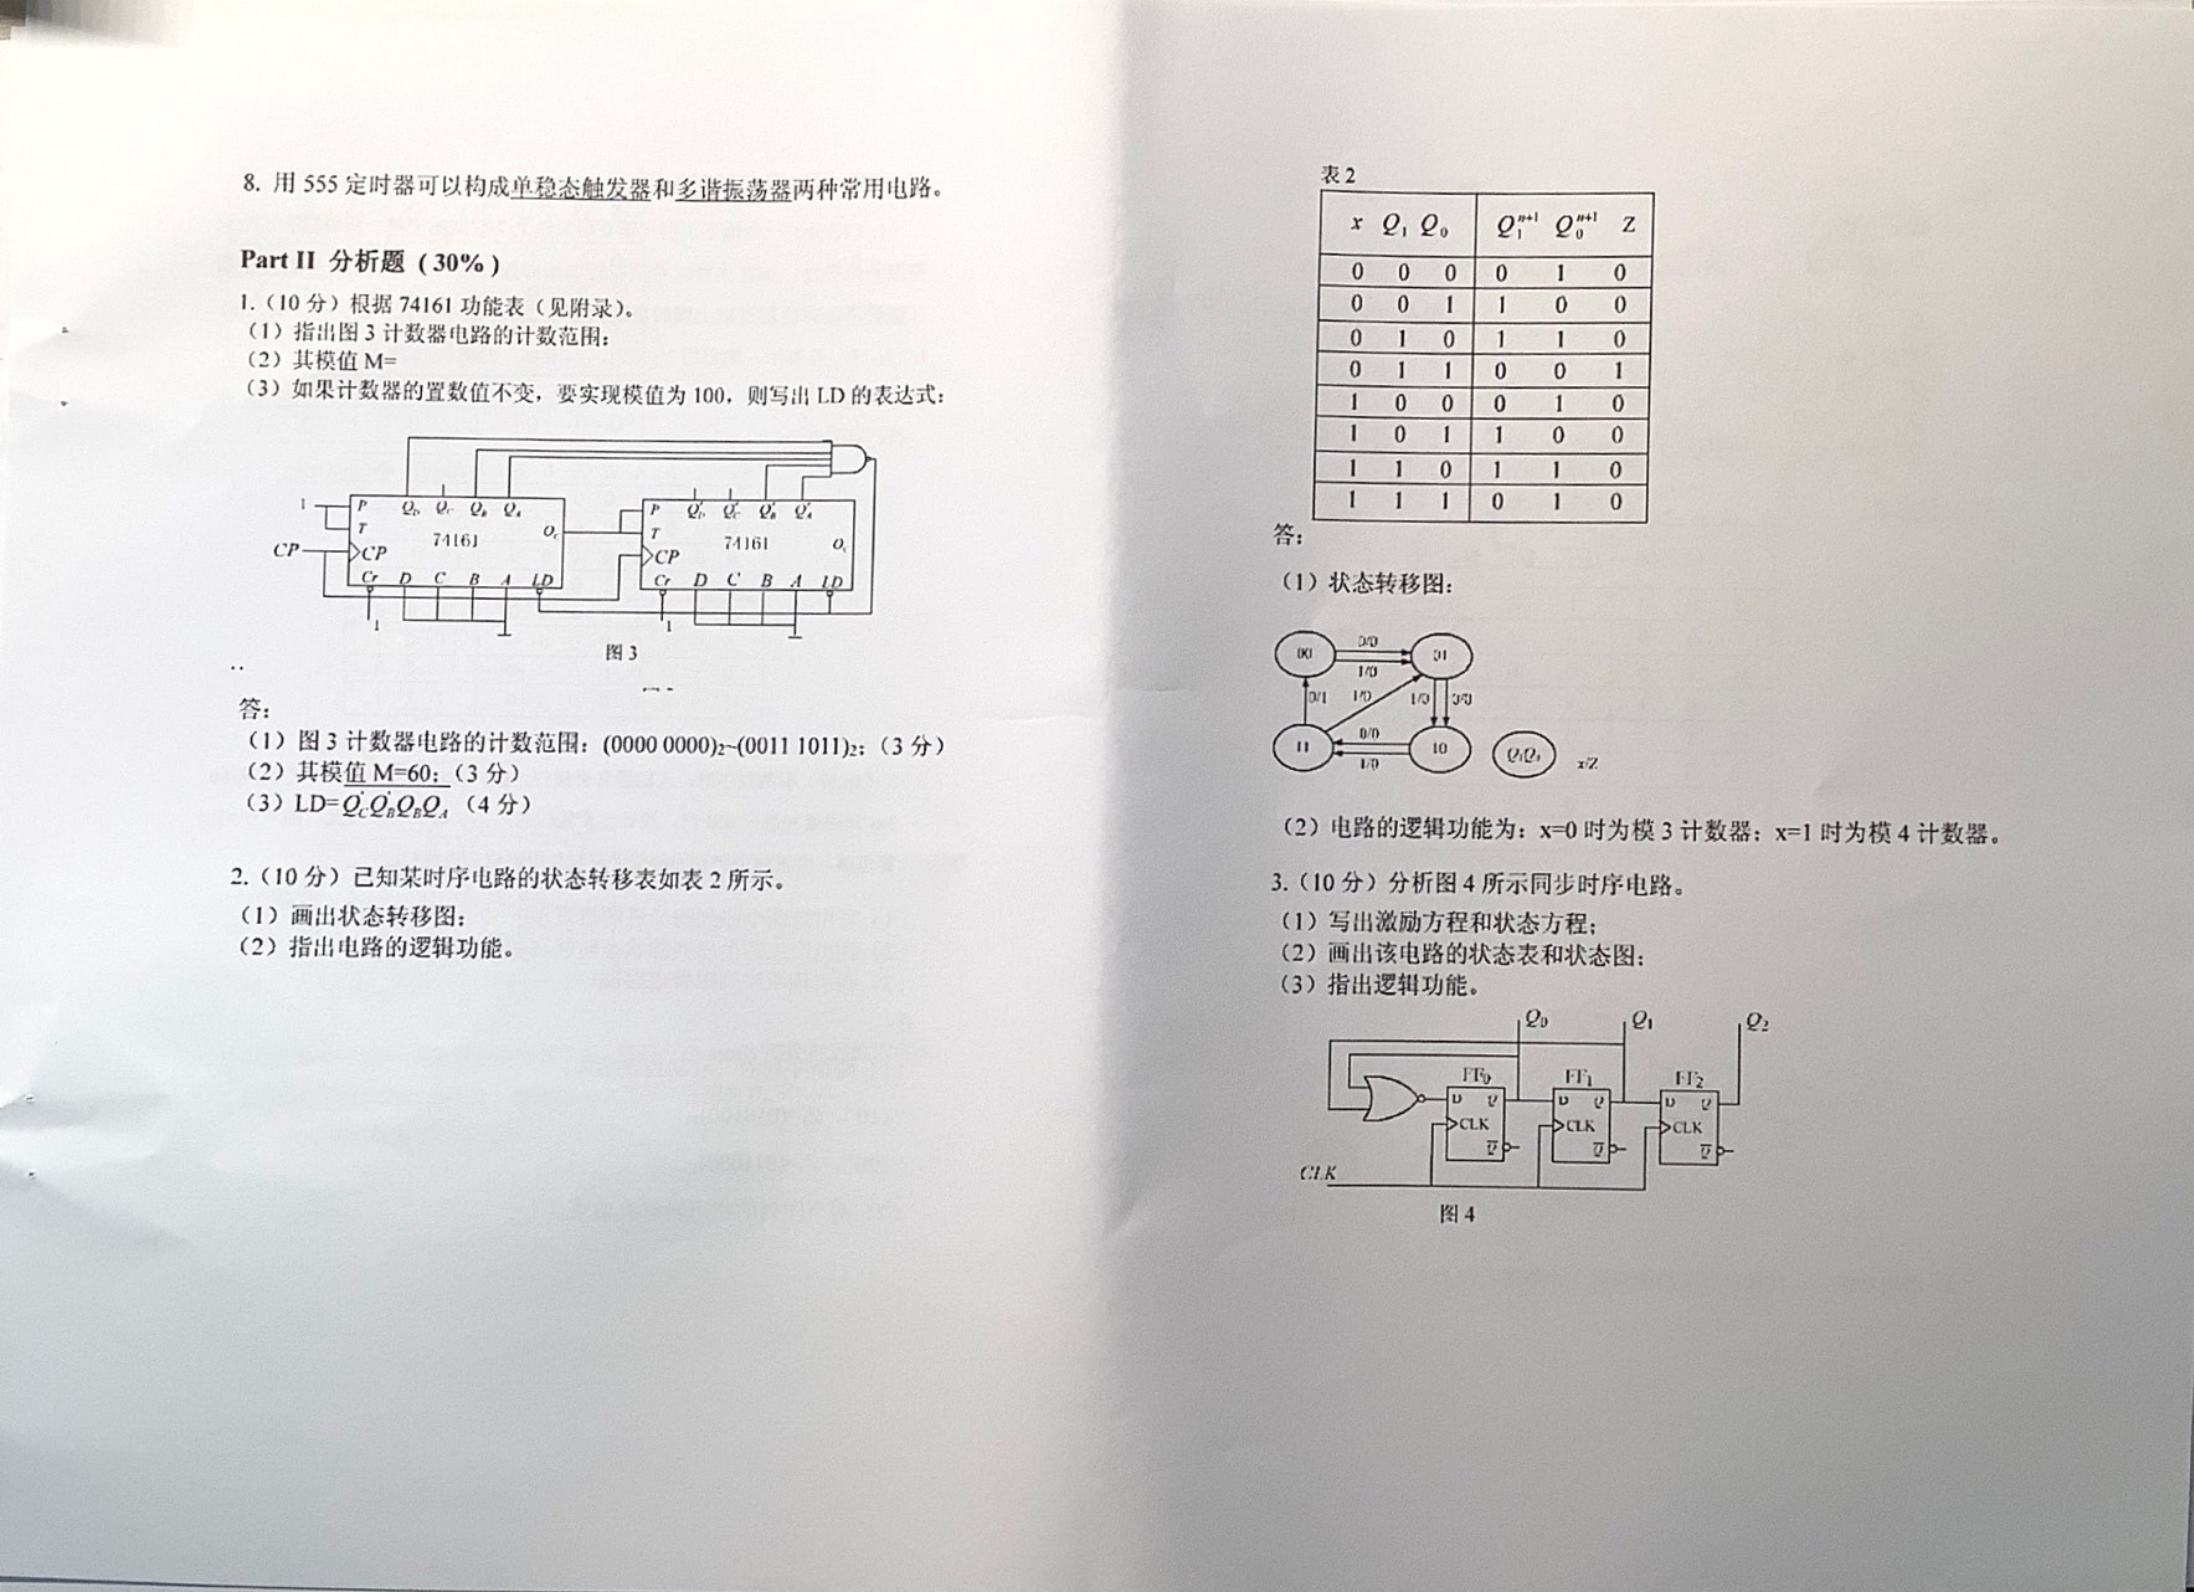 8. 用 555 定时器可以构成单稳态触发器和多谐振荡器两种常用电路。
Part II 分析题 ( 30% )
1.（10 分）根据 74161 功能表（见附录）。
（1）指出图 3 计数器电路的计数范围；
（2）其模值 M=
（3）如果计数器的置数值不变，要实现模值为 100，则写出 LD 的表达式；
1 P Q_D Q_C Q_B Q_A P Q'_D Q'_C Q'_B Q'_A
T 74161 O_c T 74161 O_c
CP CP CP
Cr D C B A LD Cr D C B A LD
1 1
图 3
答：
（1）图 3 计数器电路的计数范围：(0000 0000)₂~(0011 1011)₂；（3 分）
（2）其模值 M=60；（3 分）
（3）LD=Q'_C Q'_B Q_B Q_A （4 分）
2.（10 分）已知某时序电路的状态转移表如表 2 所示。
（1）画出状态转移图；
（2）指出电路的逻辑功能。
表 2
x Q₁ Q₀ Q₁ⁿ⁺¹ Q₀ⁿ⁺¹ Z
0 0 0 0 1 0
0 0 1 1 0 0
0 1 0 1 1 0
0 1 1 0 0 1
1 0 0 0 1 0
1 0 1 1 0 0
1 1 0 1 1 0
1 1 1 0 1 0
答：
（1）状态转移图：
00 0/0 01
1/0
0/1 1/0 1/0 0/0
11 0/0 10 Q₁Q₀ x/Z
1/0
（2）电路的逻辑功能为：x=0 时为模 3 计数器；x=1 时为模 4 计数器。
3.（10 分）分析图 4 所示同步时序电路。
（1）写出激励方程和状态方程；
（2）画出该电路的状态表和状态图；
（3）指出逻辑功能。
Q₀ Q₁ Q₂
FF₀ FF₁ FF₂
D Q D Q D Q
CLK CLK CLK
Q̅ Q̅ Q̅
CLK
图 4